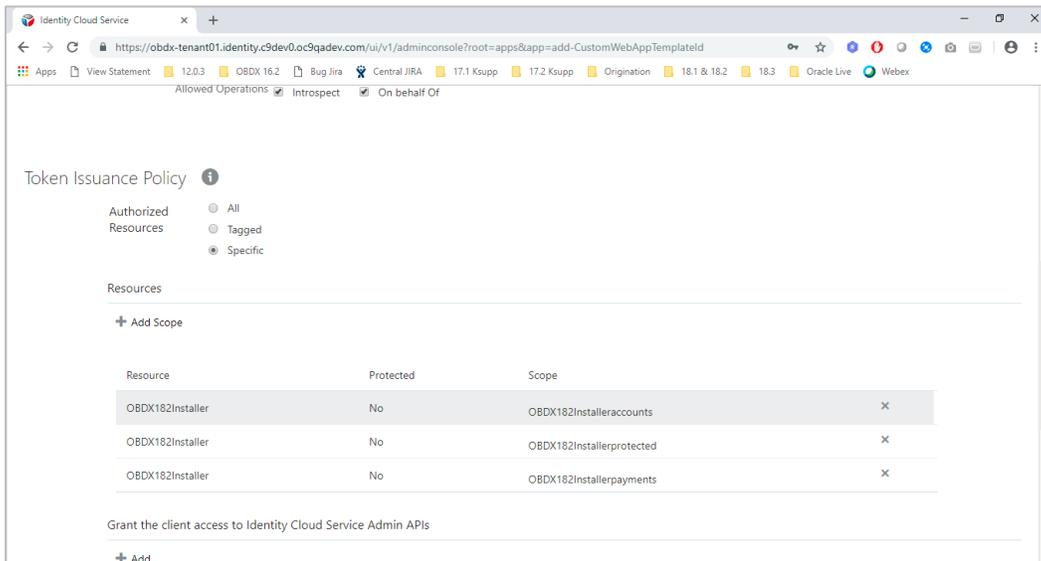 Identity Cloud Service
https://obdx-tenant01.identity.c9dev0.oc9qadev.com/ui/v1/adminconsole?root=apps&app=add-CustomWebAppTemplateId
Apps View Statement 12.0.3 OBDX 16.2 Bug Jira Central JIRA 17.1 Ksupp 17.2 Ksupp Origination 18.1 & 18.2 18.3 Oracle Live Webex
Allowed Operations Introspect On behalf Of
Token Issuance Policy
Authorized Resources
All
Tagged
Specific
Resources
Add Scope
Resource Protected Scope
OBDX182Installer No OBDX182Installeraccounts
OBDX182Installer No OBDX182Installerprotected
OBDX182Installer No OBDX182Installerpayments
Grant the client access to Identity Cloud Service Admin APIs
Add